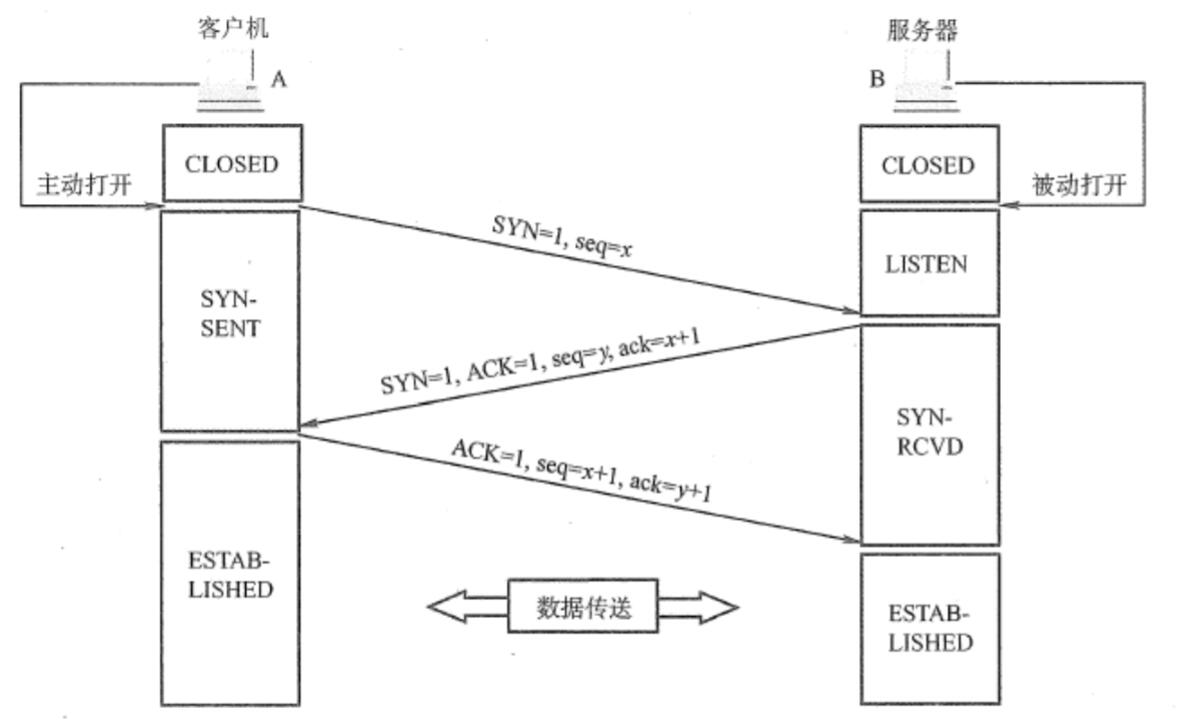 客户机
服务器
A
B
CLOSED
CLOSED
主动打开
被动打开
SYN=1, seq=x
LISTEN
SYN-
SENT
SYN=1, ACK=1, seq=y, ack=x+1
SYN-
RCVD
ACK=1, seq=x+1, ack=y+1
ESTAB-
LISHED
数据传送
ESTAB-
LISHED